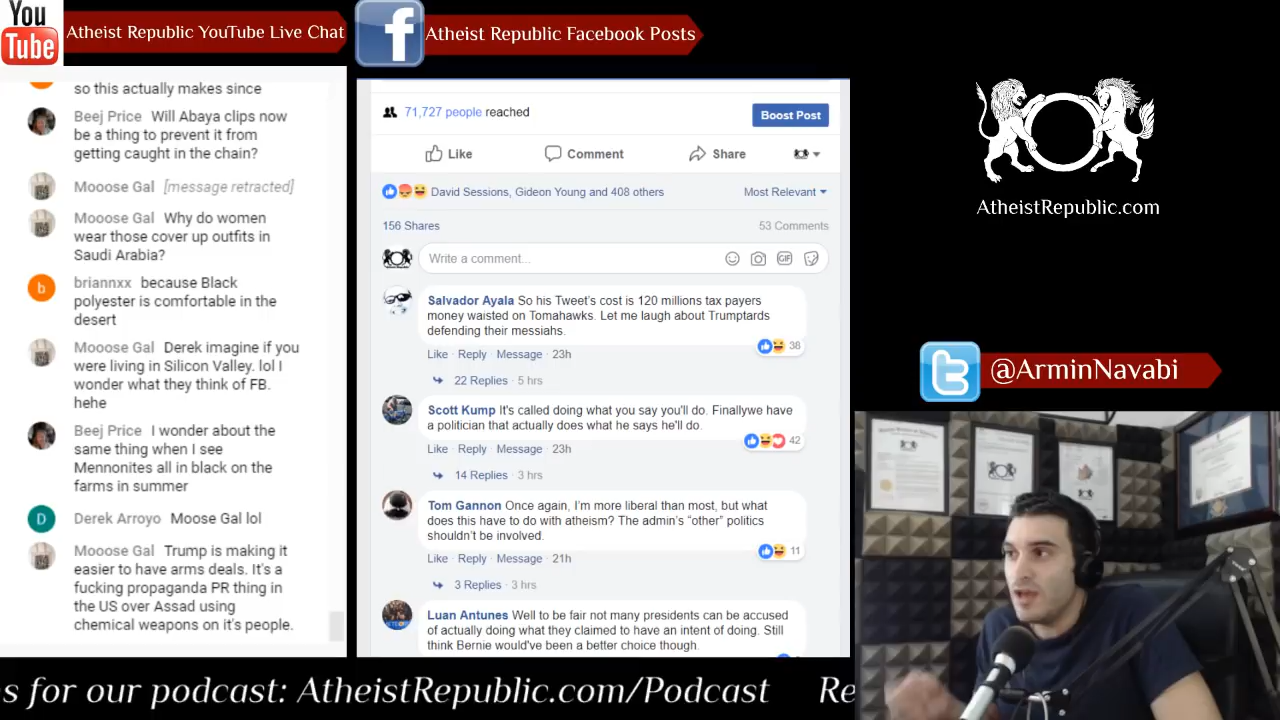 You
Tube
Atheist Republic YouTube Live Chat
Atheist Republic Facebook Posts
so this actually makes since
Beej Price Will Abaya clips now
be a thing to prevent it from
getting caught in the chain?
Mooose Gal [message retracted]
Mooose Gal Why do women
wear those cover up outfits in
Saudi Arabia?
b
briannxx because Black
polyester is comfortable in the
desert
Mooose Gal Derek imagine if you
were living in Silicon Valley. lol I
wonder what they think of FB.
hehe
Beej Price I wonder about the
same thing when I see
Mennonites all in black on the
farms in summer
D
Derek Arroyo Moose Gal lol
Mooose Gal Trump is making it
easier to have arms deals. It's a
fucking propaganda PR thing in
the US over Assad using
chemical weapons on it's people.
71,727 people reached
Boost Post
Like Comment Share
David Sessions, Gideon Young and 408 others Most Relevant
156 Shares 53 Comments
Write a comment...
GIF
Salvador Ayala So his Tweet's cost is 120 millions tax payers
money waisted on Tomahawks. Let me laugh about Trumptards
defending their messiahs.
38
Like · Reply · Message · 23h
22 Replies · 5 hrs
Scott Kump It's called doing what you say you'll do. Finallywe have
a politician that actually does what he says he'll do.
42
Like · Reply · Message · 23h
14 Replies · 3 hrs
Tom Gannon Once again, I'm more liberal than most, but what
does this have to do with atheism? The admin's “other” politics
shouldn't be involved.
11
Like · Reply · Message · 21h
3 Replies · 3 hrs
Luan Antunes Well to be fair not many presidents can be accused
of actually doing what they claimed to have an intent of doing. Still
think Bernie would've been a better choice though.
AtheistRepublic.com
@ArminNavabi
s for our podcast: AtheistRepublic.com/Podcast Re